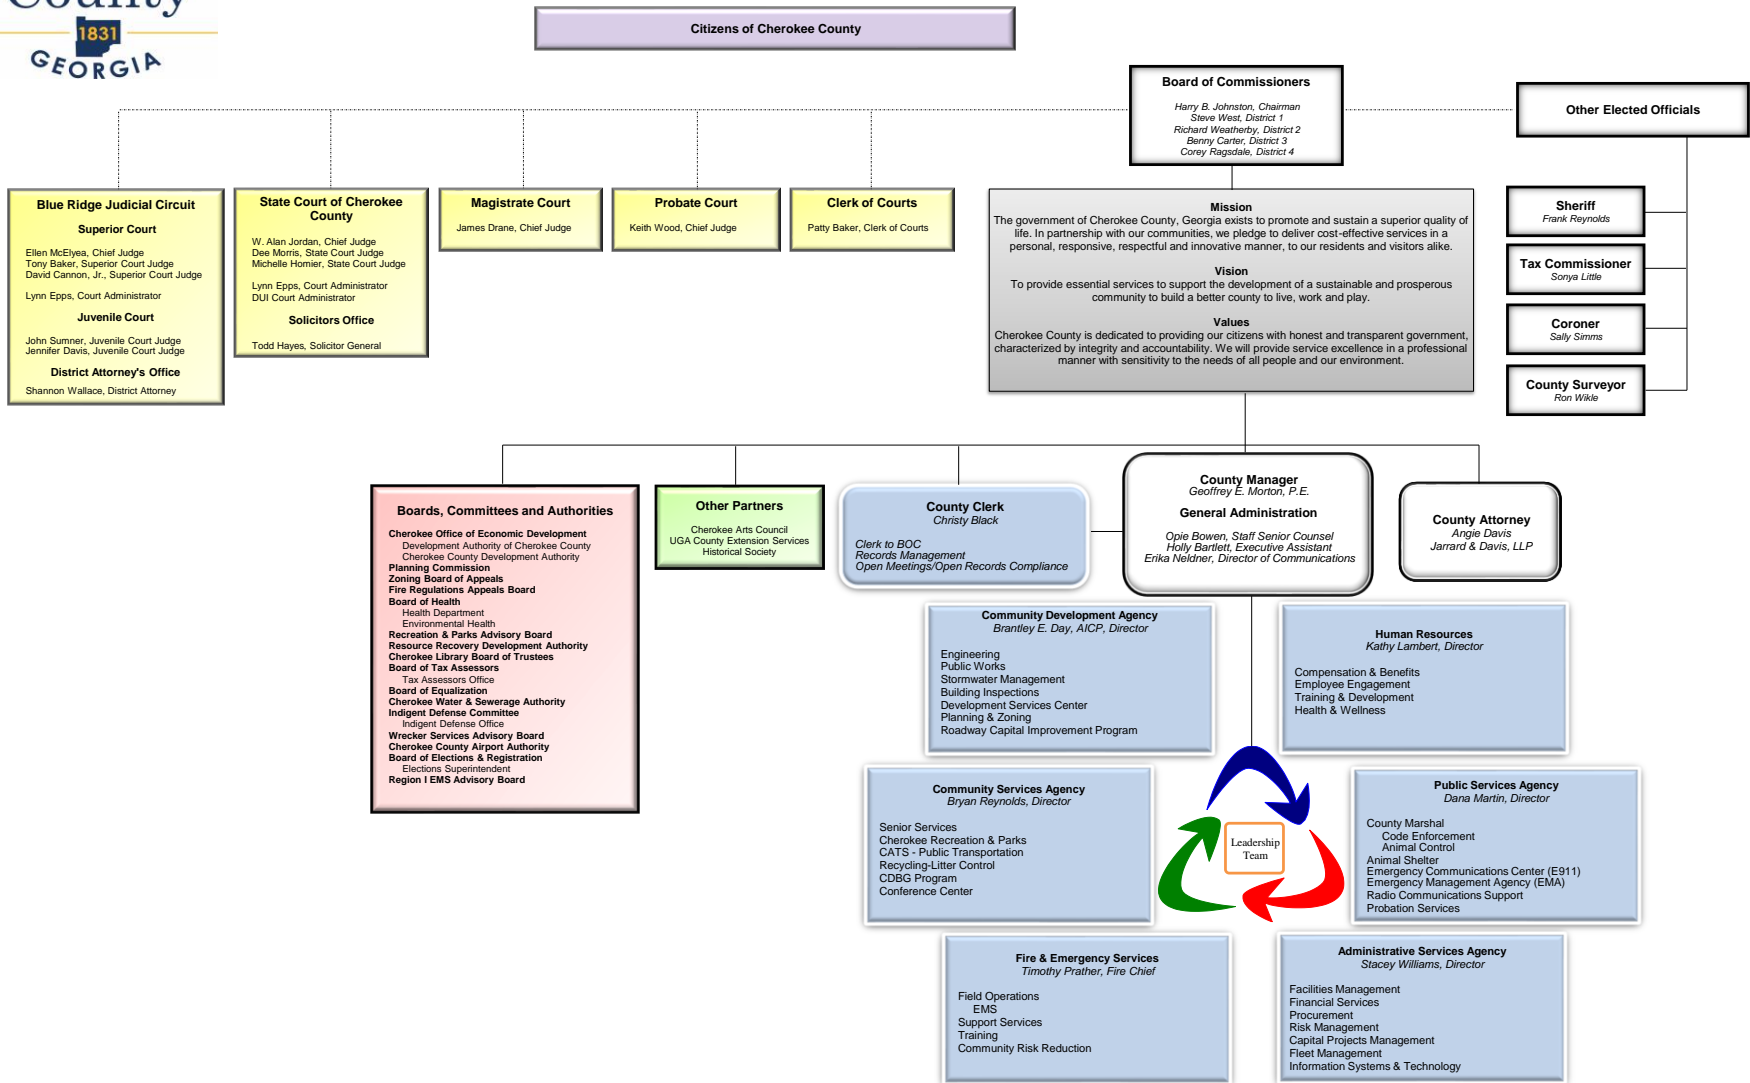 County
1831
GEORGIA
Citizens of Cherokee County
Board of Commissioners
Harry B. Johnston, Chairman
Steve West, District 1
Richard Weatherby, District 2
Benny Carter, District 3
Corey Ragsdale, District 4
Other Elected Officials
Blue Ridge Judicial Circuit
Superior Court
Ellen McElyea, Chief Judge
Tony Baker, Superior Court Judge
David Cannon, Jr., Superior Court Judge
Lynn Epps, Court Administrator
Juvenile Court
John Sumner, Juvenile Court Judge
Jennifer Davis, Juvenile Court Judge
District Attorney's Office
Shannon Wallace, District Attorney
State Court of Cherokee
County
W. Alan Jordan, Chief Judge
Dee Morris, State Court Judge
Michelle Homier, State Court Judge
Lynn Epps, Court Administrator
DUI Court Administrator
Solicitors Office
Todd Hayes, Solicitor General
Magistrate Court
James Drane, Chief Judge
Probate Court
Keith Wood, Chief Judge
Clerk of Courts
Patty Baker, Clerk of Courts
Mission
The government of Cherokee County, Georgia exists to promote and sustain a superior quality of
life. In partnership with our communities, we pledge to deliver cost-effective services in a
personal, responsive, respectful and innovative manner, to our residents and visitors alike.
Vision
To provide essential services to support the development of a sustainable and prosperous
community to build a better county to live, work and play.
Values
Cherokee County is dedicated to providing our citizens with honest and transparent government,
characterized by integrity and accountability. We will provide service excellence in a professional
manner with sensitivity to the needs of all people and our environment.
Sheriff
Frank Reynolds
Tax Commissioner
Sonya Little
Coroner
Sally Simms
County Surveyor
Ron Wikle
Boards, Committees and Authorities
Cherokee Office of Economic Development
Development Authority of Cherokee County
Cherokee County Development Authority
Planning Commission
Zoning Board of Appeals
Fire Regulations Appeals Board
Board of Health
Health Department
Environmental Health
Recreation & Parks Advisory Board
Resource Recovery Development Authority
Cherokee Library Board of Trustees
Board of Tax Assessors
Tax Assessors Office
Board of Equalization
Cherokee Water & Sewerage Authority
Indigent Defense Committee
Indigent Defense Office
Wrecker Services Advisory Board
Cherokee County Airport Authority
Board of Elections & Registration
Elections Superintendent
Region I EMS Advisory Board
Other Partners
Cherokee Arts Council
UGA County Extension Services
Historical Society
County Clerk
Christy Black
Clerk to BOC
Records Management
Open Meetings/Open Records Compliance
County Manager
Geoffrey E. Morton, P.E.
General Administration
Opie Bowen, Staff Senior Counsel
Holly Bartlett, Executive Assistant
Erika Neldner, Director of Communications
County Attorney
Angie Davis
Jarrard & Davis, LLP
Community Development Agency
Brantley E. Day, AICP, Director
Engineering
Public Works
Stormwater Management
Building Inspections
Development Services Center
Planning & Zoning
Roadway Capital Improvement Program
Human Resources
Kathy Lambert, Director
Compensation & Benefits
Employee Engagement
Training & Development
Health & Wellness
Community Services Agency
Bryan Reynolds, Director
Senior Services
Cherokee Recreation & Parks
CATS - Public Transportation
Recycling-Litter Control
CDBG Program
Conference Center
Leadership
Team
Public Services Agency
Dana Martin, Director
County Marshal
Code Enforcement
Animal Control
Animal Shelter
Emergency Communications Center (E911)
Emergency Management Agency (EMA)
Radio Communications Support
Probation Services
Fire & Emergency Services
Timothy Prather, Fire Chief
Field Operations
EMS
Support Services
Training
Community Risk Reduction
Administrative Services Agency
Stacey Williams, Director
Facilities Management
Financial Services
Procurement
Risk Management
Capital Projects Management
Fleet Management
Information Systems & Technology